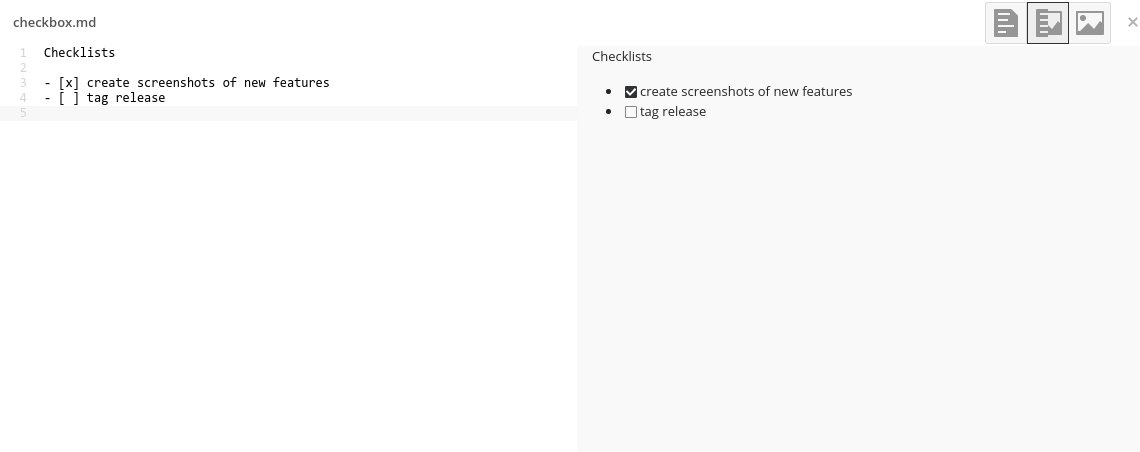 checkbox.md
1 Checklists
2
3 - [x] create screenshots of new features
4 - [ ] tag release
5
Checklists
create screenshots of new features
tag release